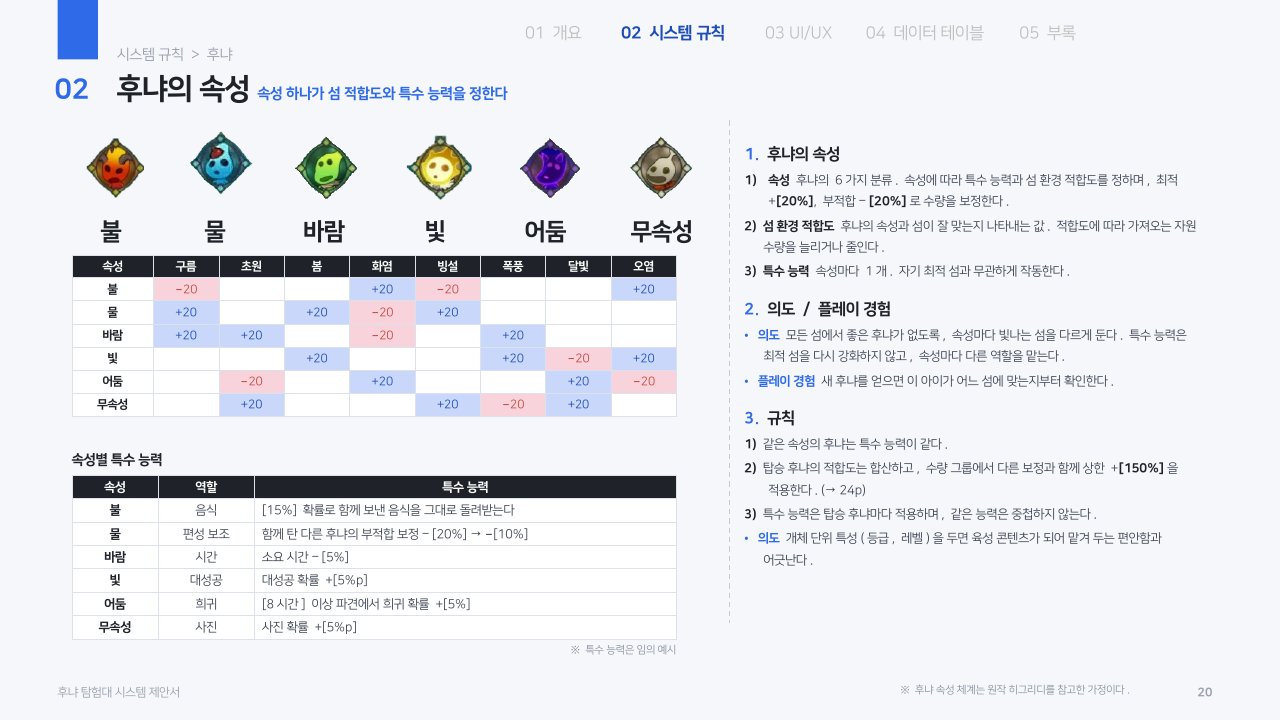 01 개요 02 시스템 규칙 03 UI/UX 04 데이터 테이블 05 부록
시스템 규칙 > 후냐
02 후냐의 속성 속성 하나가 섬 적합도와 특수 능력을 정한다
불 물 바람 빛 어둠 무속성
속성 구름 초원 봄 화염 빙설 폭풍 달빛 오염
불 −20 +20 −20 +20
물 +20 +20 −20 +20
바람 +20 +20 −20 +20
빛 +20 +20 −20 +20
어둠 −20 +20 +20 −20
무속성 +20 +20 −20 +20
속성별 특수 능력
속성 역할 특수 능력
불 음식 [15%] 확률로 함께 보낸 음식을 그대로 돌려받는다
물 편성 보조 함께 탄 다른 후냐의 부적합 보정 − [20%] → −[10%]
바람 시간 소요 시간 − [5%]
빛 대성공 대성공 확률 +[5%p]
어둠 희귀 [8 시간 ] 이상 파견에서 희귀 확률 +[5%]
무속성 사진 사진 확률 +[5%p]
※ 특수 능력은 임의 예시
1. 후냐의 속성
1) 속성 후냐의 6 가지 분류 . 속성에 따라 특수 능력과 섬 환경 적합도를 정하며 , 최적
+[20%], 부적합 − [20%] 로 수량을 보정한다 .
2) 섬 환경 적합도 후냐의 속성과 섬이 잘 맞는지 나타내는 값 . 적합도에 따라 가져오는 자원
수량을 늘리거나 줄인다 .
3) 특수 능력 속성마다 1 개 . 자기 최적 섬과 무관하게 작동한다 .
2. 의도 / 플레이 경험
• 의도 모든 섬에서 좋은 후냐가 없도록 , 속성마다 빛나는 섬을 다르게 둔다 . 특수 능력은
최적 섬을 다시 강화하지 않고 , 속성마다 다른 역할을 맡는다 .
• 플레이 경험 새 후냐를 얻으면 이 아이가 어느 섬에 맞는지부터 확인한다 .
3. 규칙
1) 같은 속성의 후냐는 특수 능력이 같다 .
2) 탑승 후냐의 적합도는 합산하고 , 수량 그룹에서 다른 보정과 함께 상한 +[150%] 을
적용한다 . (→ 24p)
3) 특수 능력은 탑승 후냐마다 적용하며 , 같은 능력은 중첩하지 않는다 .
• 의도 개체 단위 특성 ( 등급 , 레벨 ) 을 두면 육성 콘텐츠가 되어 맡겨 두는 편안함과
어긋난다 .
후냐 탐험대 시스템 제안서
※ 후냐 속성 체계는 원작 히그리디를 참고한 가정이다 .
20